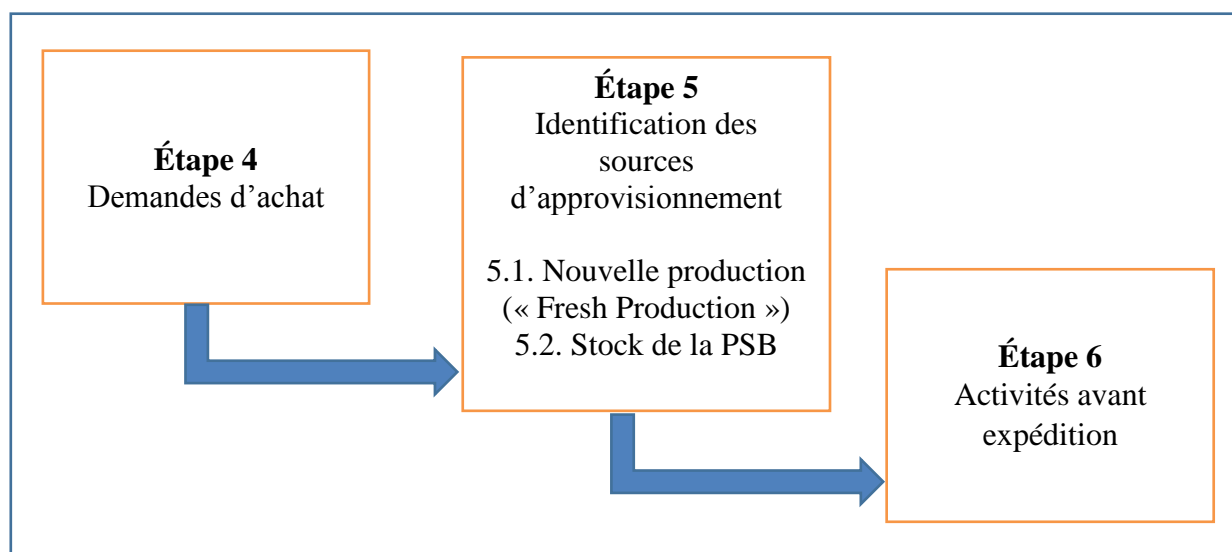 Étape 4
Demandes d’achat
Étape 5
Identification des
sources
d’approvisionnement
5.1. Nouvelle production
(« Fresh Production »)
5.2. Stock de la PSB
Étape 6
Activités avant
expédition